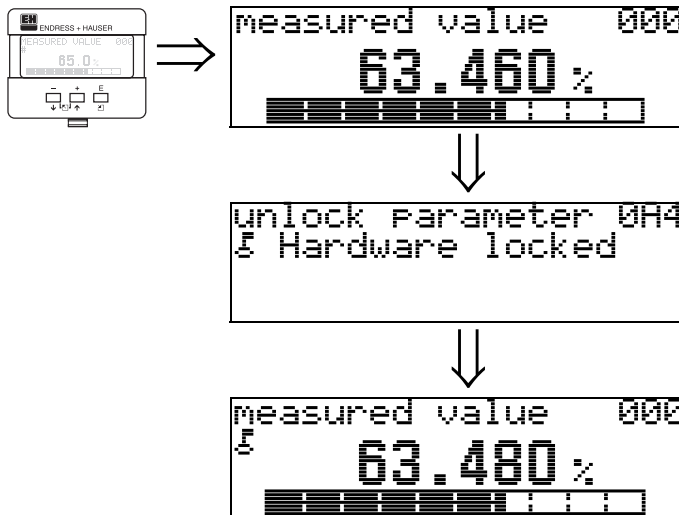 EH
ENDRESS + HAUSER
MEASURED VALUE 000
#
65.0%
- + E
measured value 000
63.460 %
unlock parameter 0A4
Hardware locked
measured value 000
63.480 %